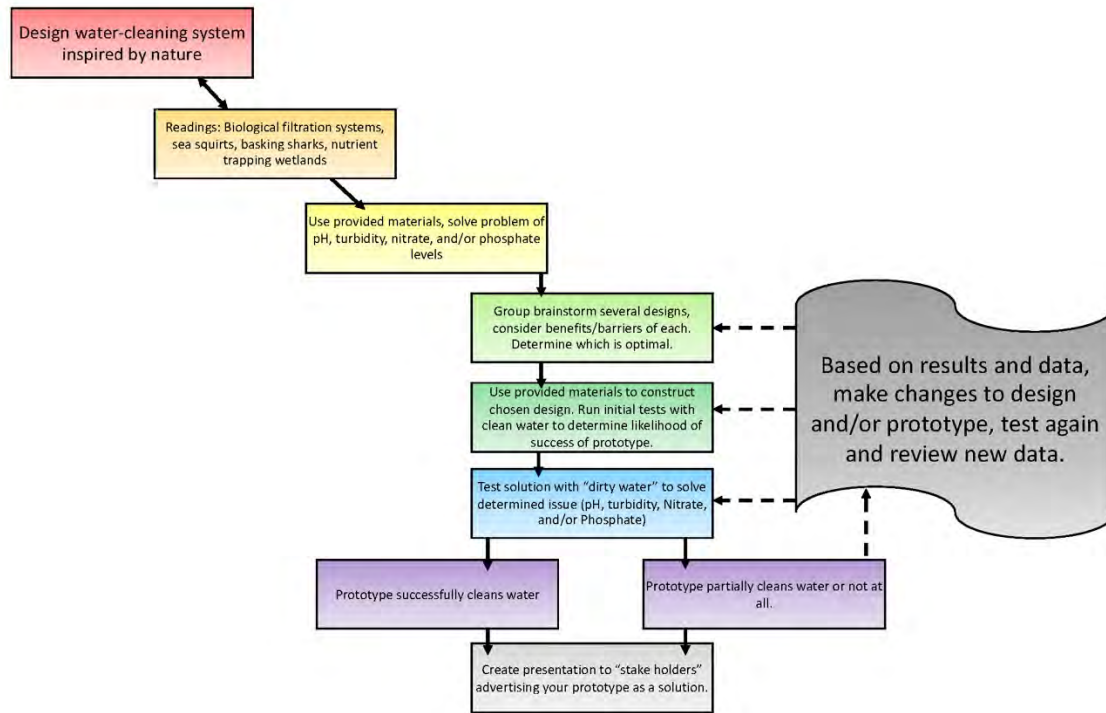 Design water-cleaning system
inspired by nature
Readings: Biological filtration systems,
sea squirts, basking sharks, nutrient
trapping wetlands
Use provided materials, solve problem of
pH, turbidity, nitrate, and/or phosphate
levels
Group brainstorm several designs,
consider benefits/barriers of each.
Determine which is optimal.
Use provided materials to construct
chosen design. Run initial tests with
clean water to determine likelihood of
success of prototype.
Test solution with “dirty water” to solve
determined issue (pH, turbidity, Nitrate,
and/or Phosphate)
Based on results and data,
make changes to design
and/or prototype, test again
and review new data.
Prototype successfully cleans water
Prototype partially cleans water or not at
all.
Create presentation to “stake holders”
advertising your prototype as a solution.